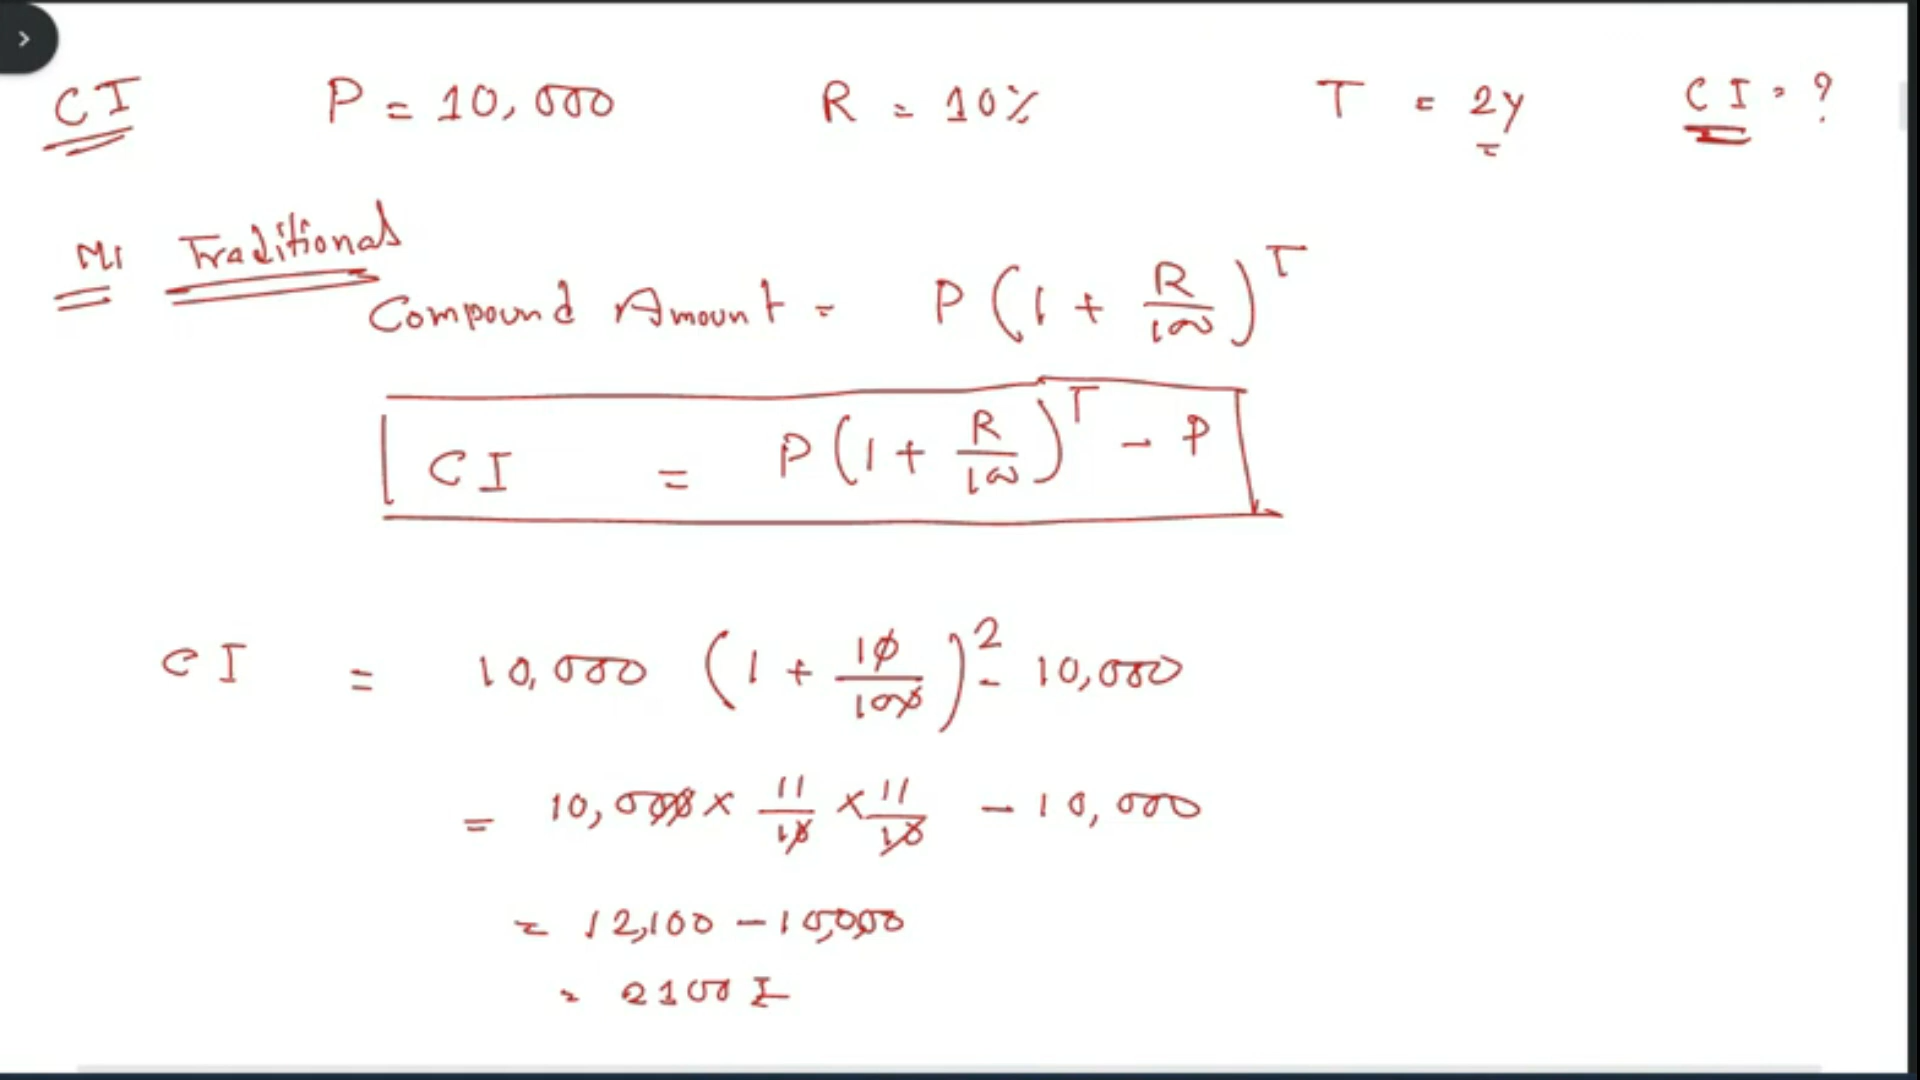 CI P = 10,000 R = 10% T = 2y CI = ?
M1 Traditional
Compound Amount = P(1 + R/100)^T
CI = P(1 + R/100)^T - P
CI = 10,000 (1 + 10/100)^2 - 10,000
= 10,000 × 11/10 × 11/10 - 10,000
= 12,100 - 10,000
= 2100